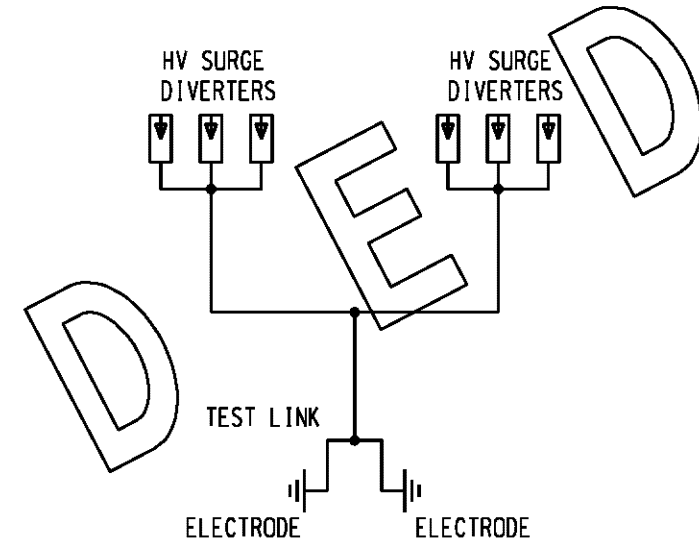 HV SURGE
DIVERTERS
HV SURGE
DIVERTERS
D E D
TEST LINK
ELECTRODE
ELECTRODE